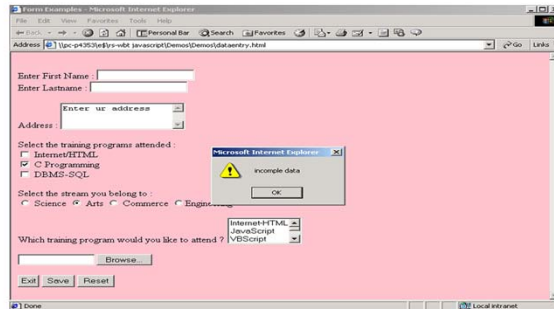 Form Examples - Microsoft Internet Explorer
File Edit View Favorites Tools Help
Back Personal Bar Search Favorites
Address \\pc-p4353\e$\rs-wbt javascript\Demos\Demos\dataentry.html Go Links
Enter First Name :
Enter Lastname :
Enter ur address
Address :
Select the training programs attended :
Internet/HTML
C Programming
DBMS-SQL
Microsoft Internet Explorer
incomple data
OK
Select the stream you belong to :
Science Arts Commerce Engineering
Internet-HTML
JavaScript
VBScript
Which training program would you like to attend ?
Browse...
Exit Save Reset
Done Local intranet